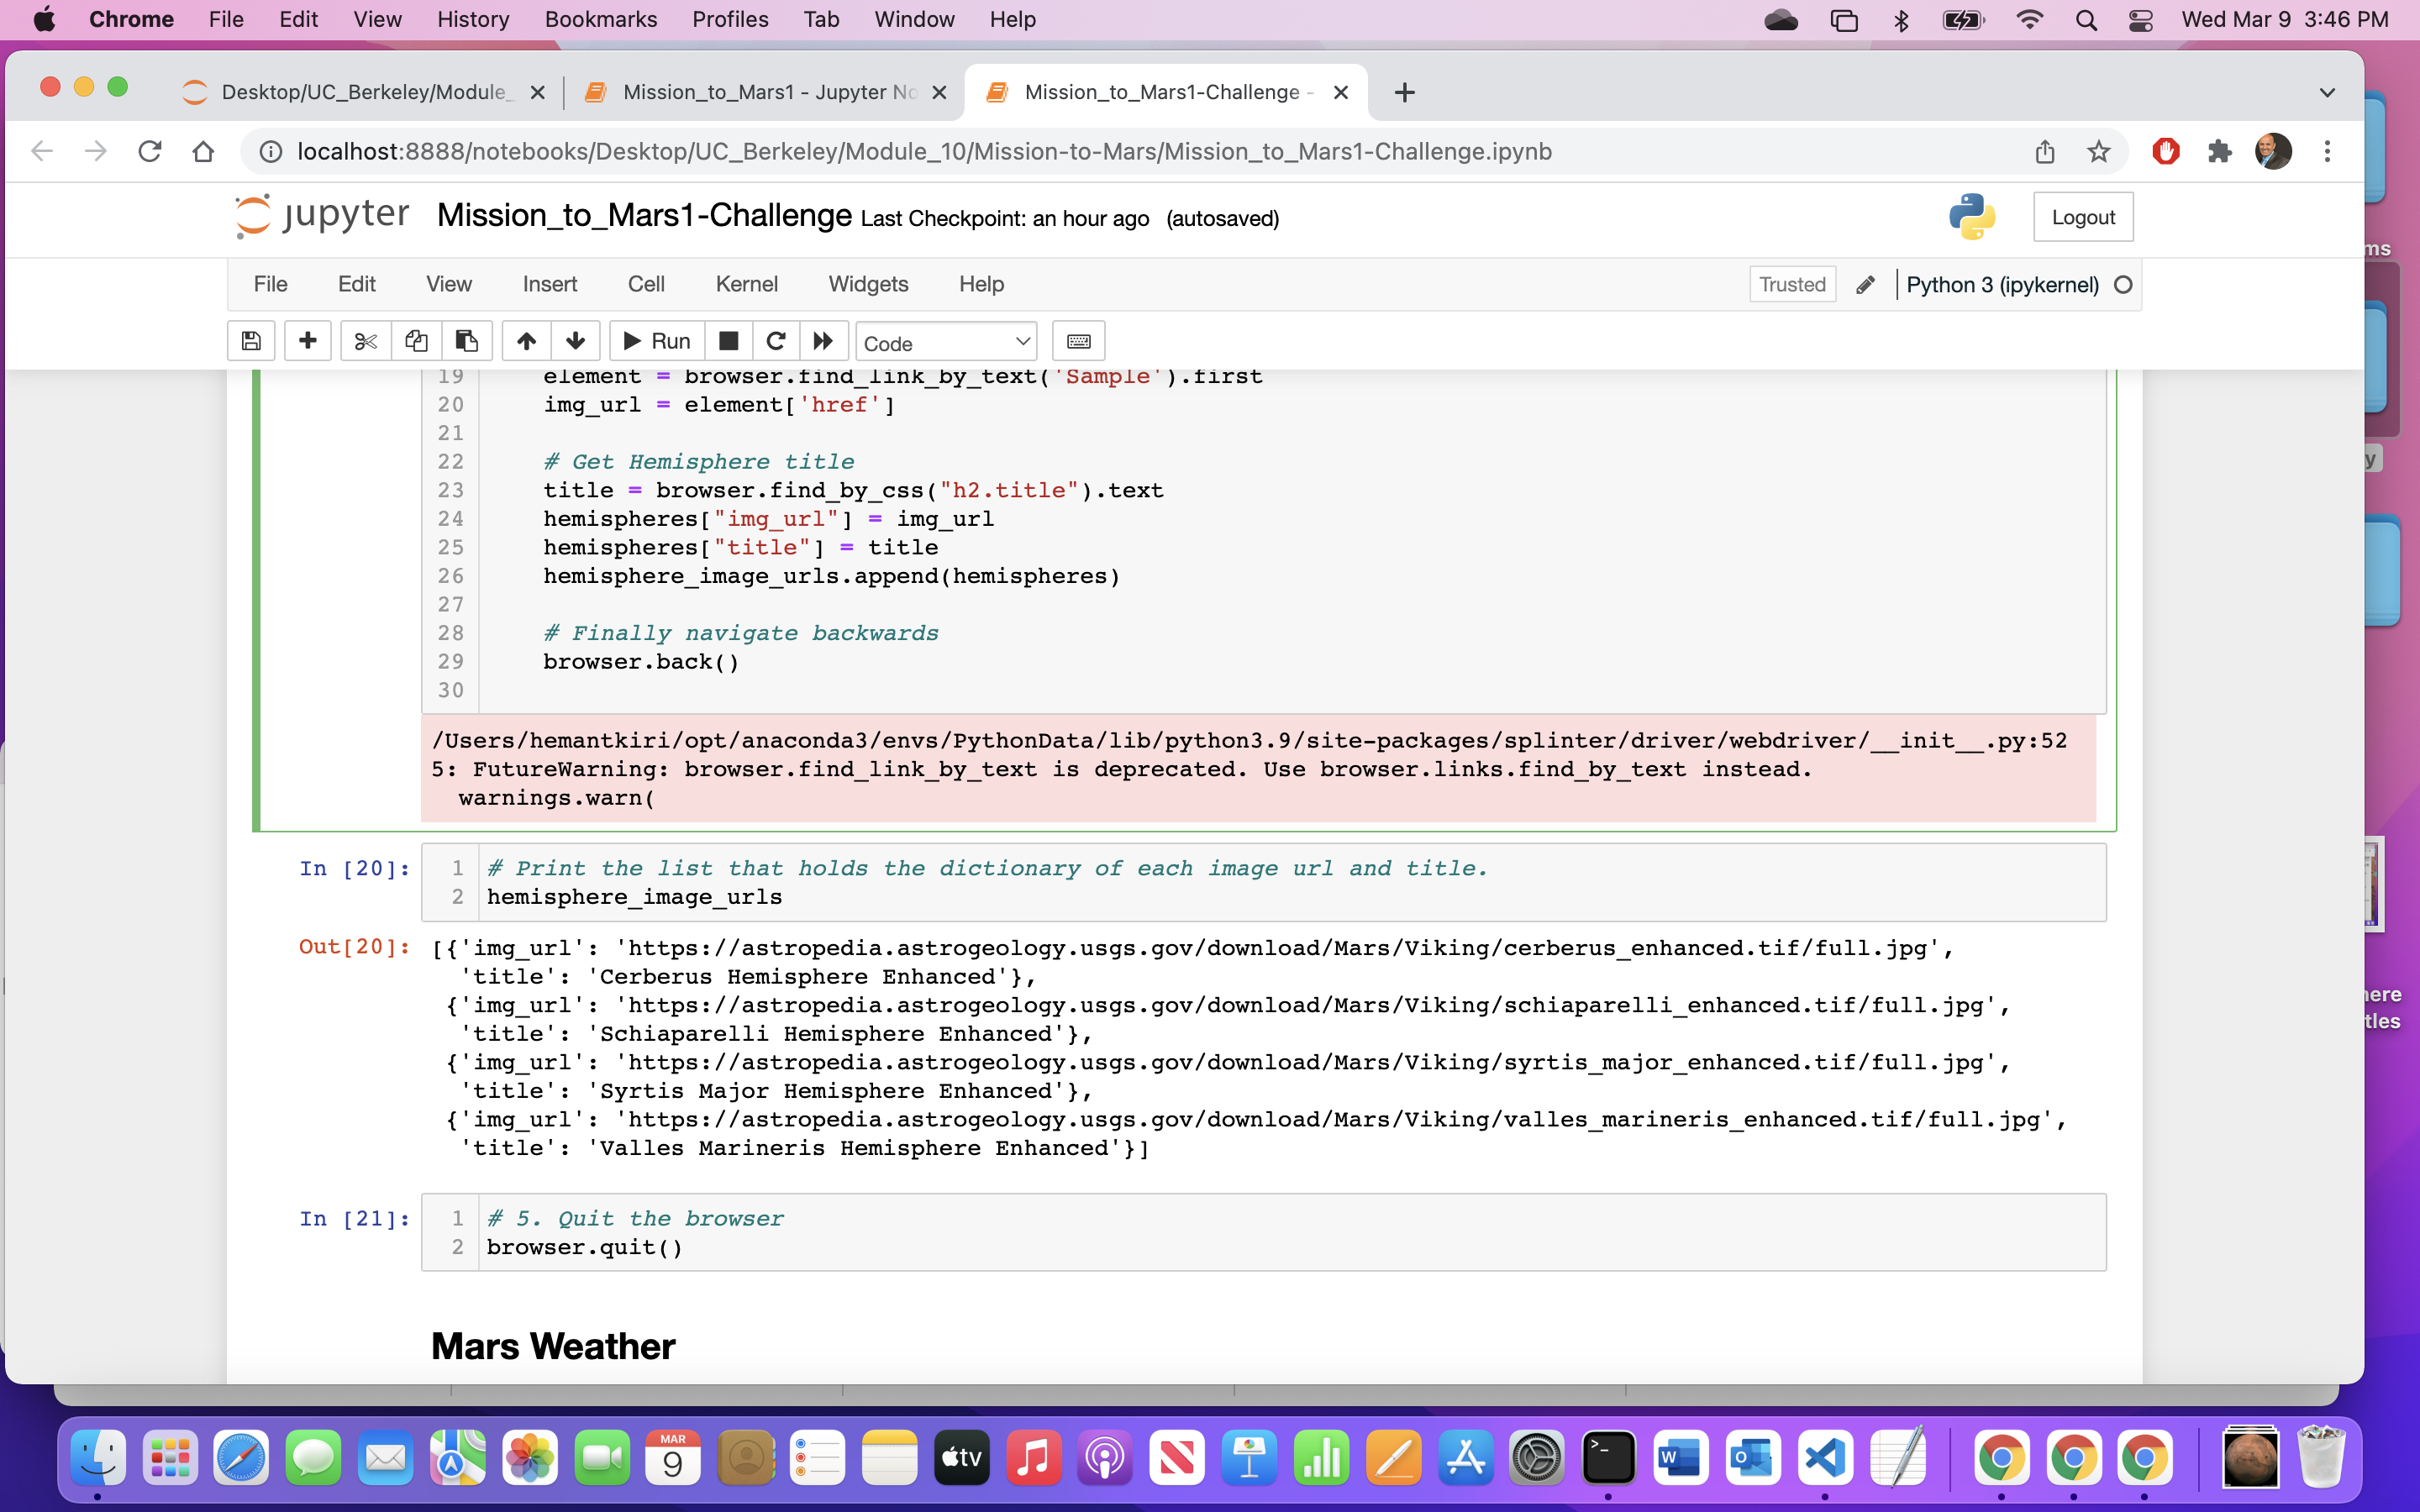 Chrome File Edit View History Bookmarks Profiles Tab Window Help Wed Mar 9 3:46 PM
Desktop/UC_Berkeley/Module_ Mission_to_Mars1 - Jupyter No Mission_to_Mars1-Challenge -
localhost:8888/notebooks/Desktop/UC_Berkeley/Module_10/Mission-to-Mars/Mission_to_Mars1-Challenge.ipynb
jupyter Mission_to_Mars1-Challenge Last Checkpoint: an hour ago (autosaved) Logout
ms
File Edit View Insert Cell Kernel Widgets Help Trusted Python 3 (ipykernel)
Run Code
19 element = browser.find_link_by_text('Sample').first
20 img_url = element['href']
21
22 # Get Hemisphere title
y
23 title = browser.find_by_css("h2.title").text
24 hemispheres["img_url"] = img_url
25 hemispheres["title"] = title
26 hemisphere_image_urls.append(hemispheres)
27
28 # Finally navigate backwards
29 browser.back()
30
/Users/hemantkiri/opt/anaconda3/envs/PythonData/lib/python3.9/site-packages/splinter/driver/webdriver/__init__.py:52
5: FutureWarning: browser.find_link_by_text is deprecated. Use browser.links.find_by_text instead.
warnings.warn(
In [20]: 1 # Print the list that holds the dictionary of each image url and title.
2 hemisphere_image_urls
Out[20]: [{'img_url': 'https://astropedia.astrogeology.usgs.gov/download/Mars/Viking/cerberus_enhanced.tif/full.jpg',
'title': 'Cerberus Hemisphere Enhanced'},
{'img_url': 'https://astropedia.astrogeology.usgs.gov/download/Mars/Viking/schiaparelli_enhanced.tif/full.jpg',
here
'title': 'Schiaparelli Hemisphere Enhanced'},
tles
{'img_url': 'https://astropedia.astrogeology.usgs.gov/download/Mars/Viking/syrtis_major_enhanced.tif/full.jpg',
'title': 'Syrtis Major Hemisphere Enhanced'},
{'img_url': 'https://astropedia.astrogeology.usgs.gov/download/Mars/Viking/valles_marineris_enhanced.tif/full.jpg',
'title': 'Valles Marineris Hemisphere Enhanced'}]
In [21]: 1 # 5. Quit the browser
2 browser.quit()
Mars Weather
MAR
9
tv
W
O